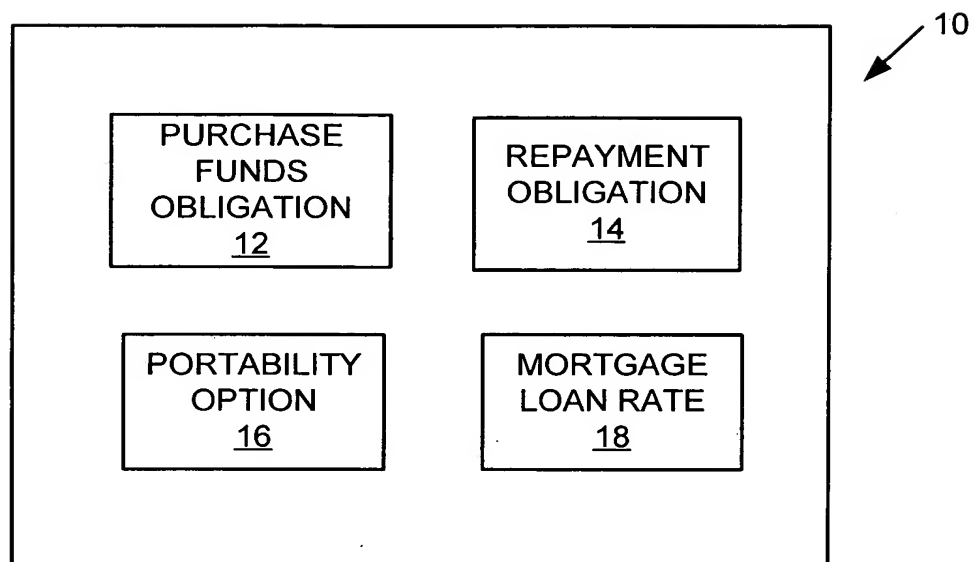 10
PURCHASE
FUNDS
OBLIGATION
12
REPAYMENT
OBLIGATION
14
PORTABILITY
OPTION
16
MORTGAGE
LOAN RATE
18